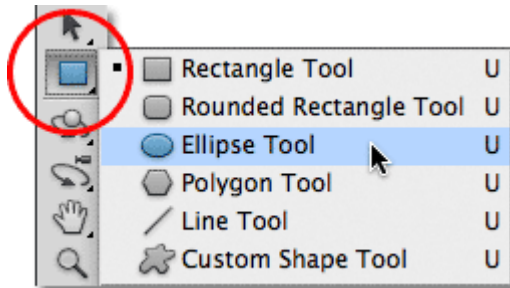 Rectangle Tool U
Rounded Rectangle Tool U
Ellipse Tool U
Polygon Tool U
Line Tool U
Custom Shape Tool U